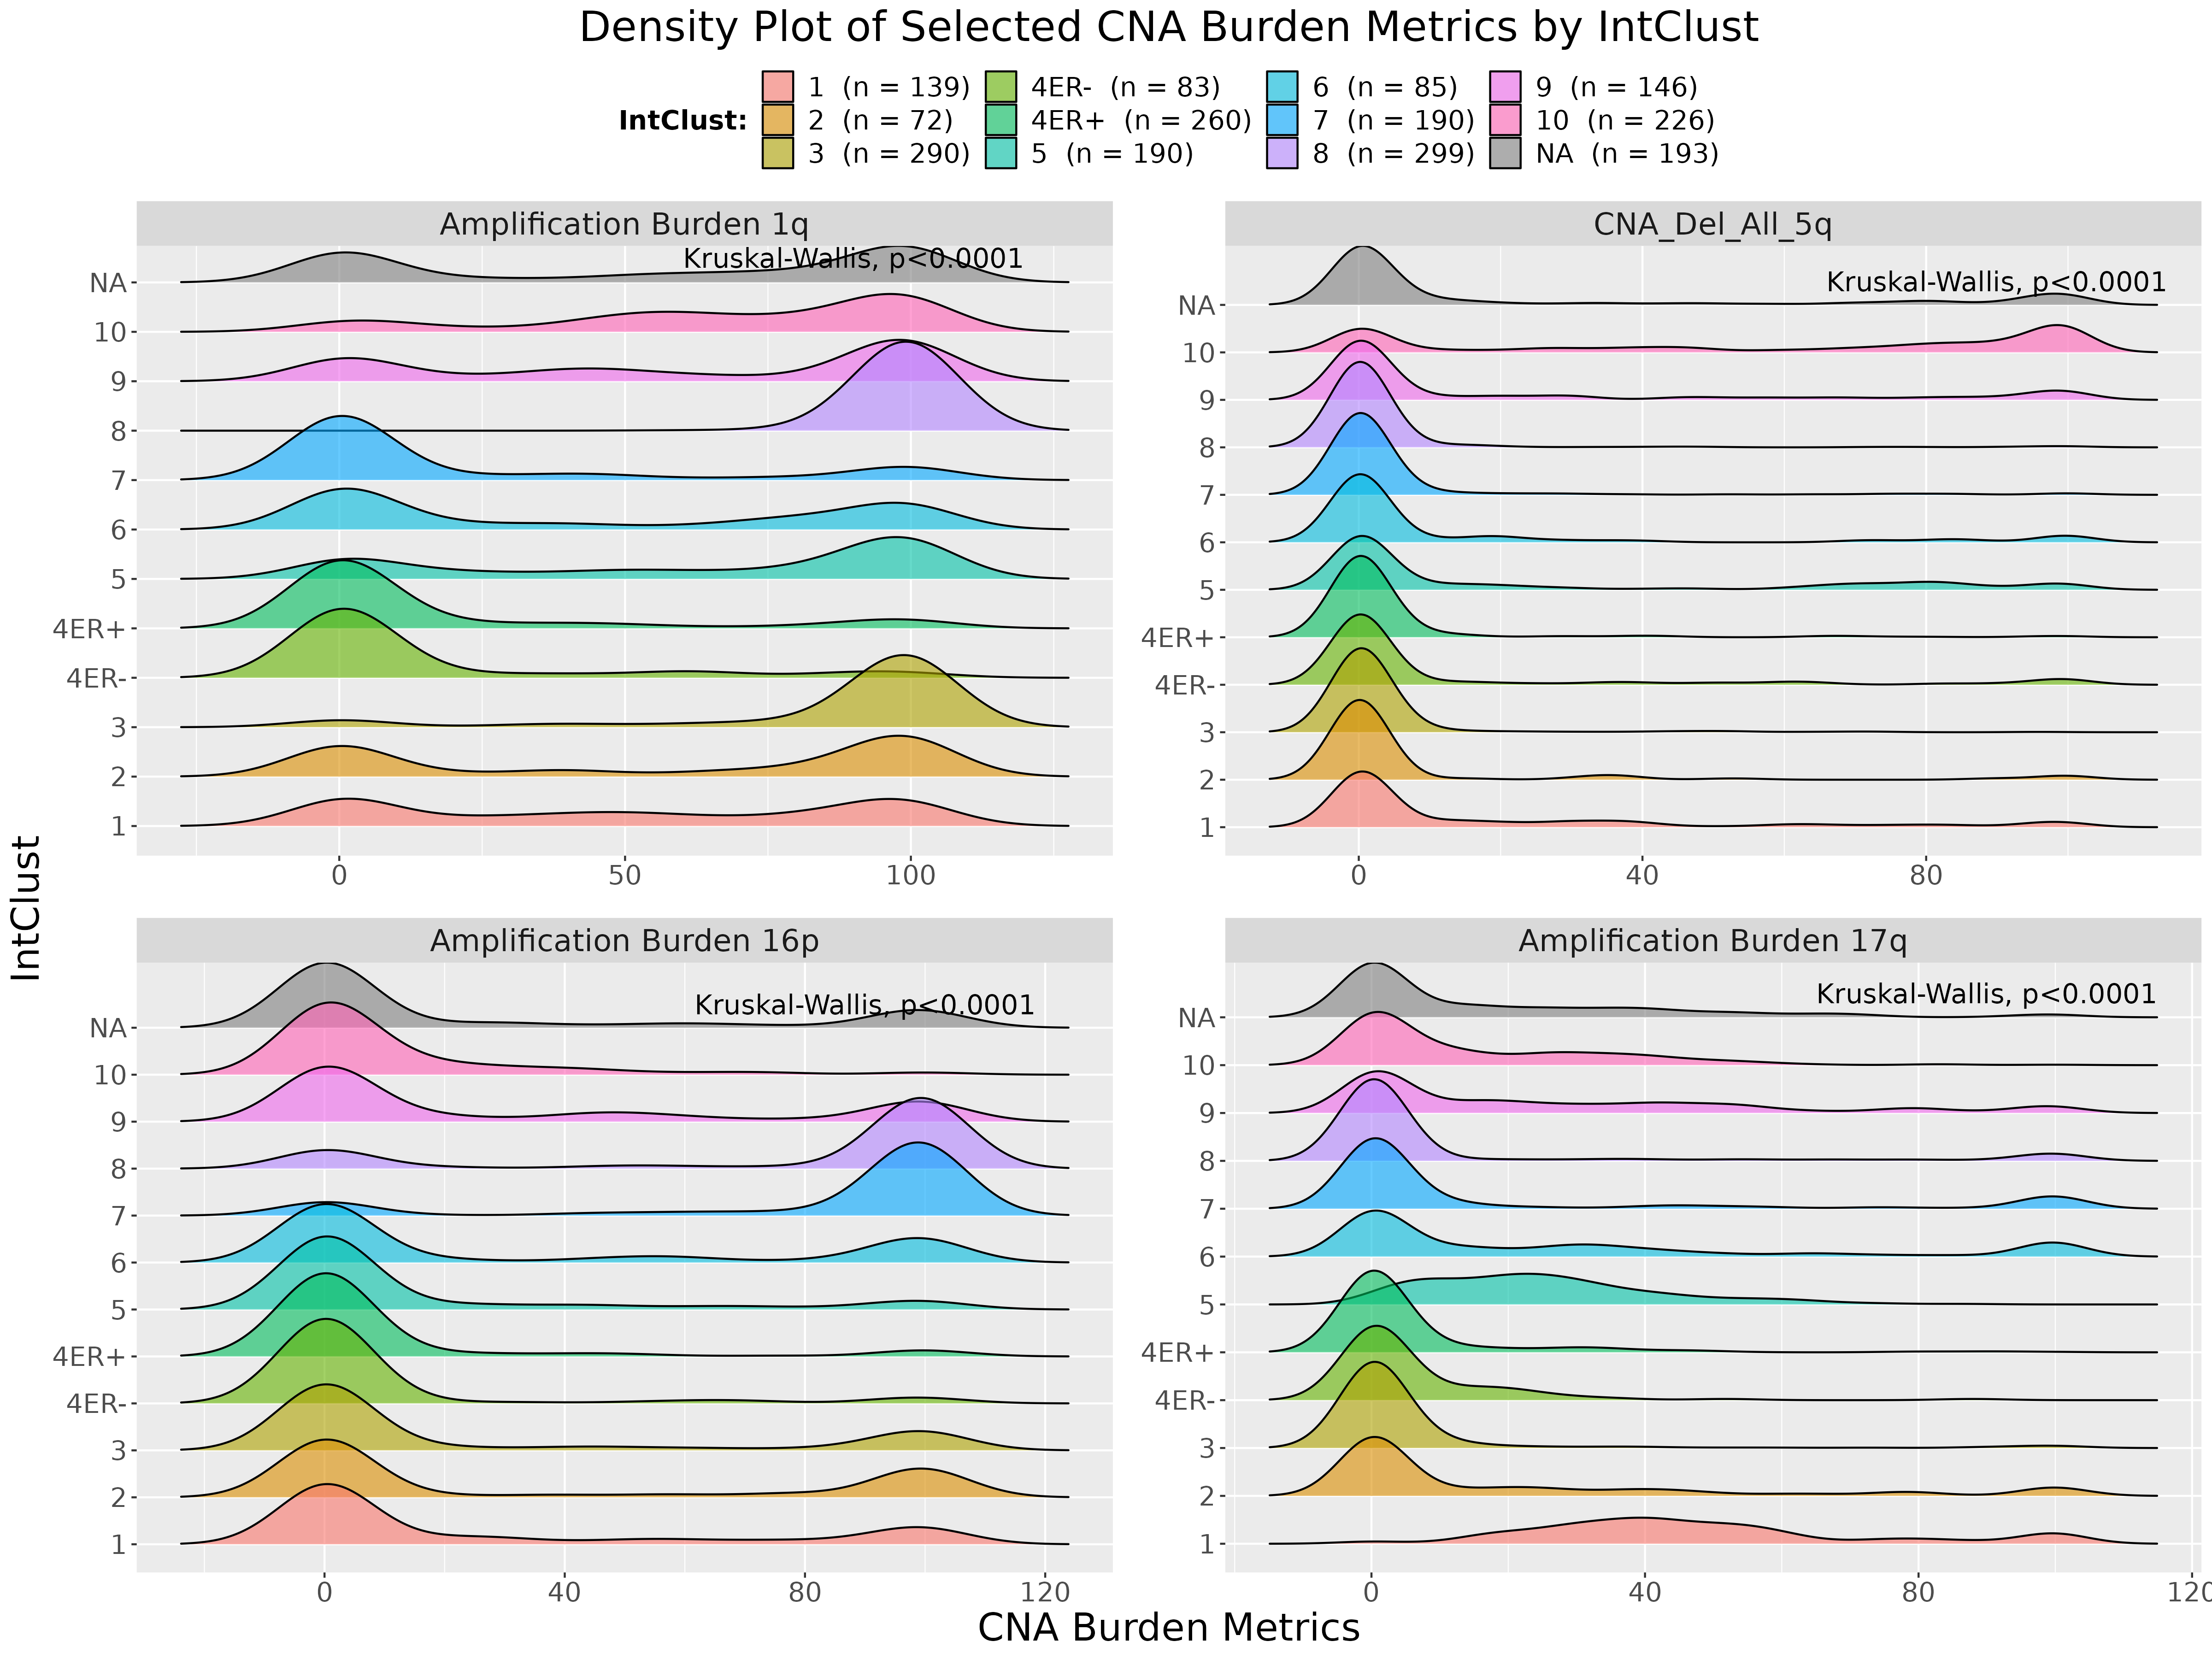 Density Plot of Selected CNA Burden Metrics by IntClust
IntClust:
1 (n = 139)
2 (n = 72)
3 (n = 290)
4ER- (n = 83)
4ER+ (n = 260)
5 (n = 190)
6 (n = 85)
7 (n = 190)
8 (n = 299)
9 (n = 146)
10 (n = 226)
NA (n = 193)
Amplification Burden 1q
Kruskal-Wallis, p<0.0001
NA
10
9
8
7
6
5
4ER+
4ER-
3
2
1
0 50 100
CNA_Del_All_5q
Kruskal-Wallis, p<0.0001
NA
10
9
8
7
6
5
4ER+
4ER-
3
2
1
0 40 80
Amplification Burden 16p
Kruskal-Wallis, p<0.0001
NA
10
9
8
7
6
5
4ER+
4ER-
3
2
1
0 40 80 120
Amplification Burden 17q
Kruskal-Wallis, p<0.0001
NA
10
9
8
7
6
5
4ER+
4ER-
3
2
1
0 40 80 120
IntClust
CNA Burden Metrics